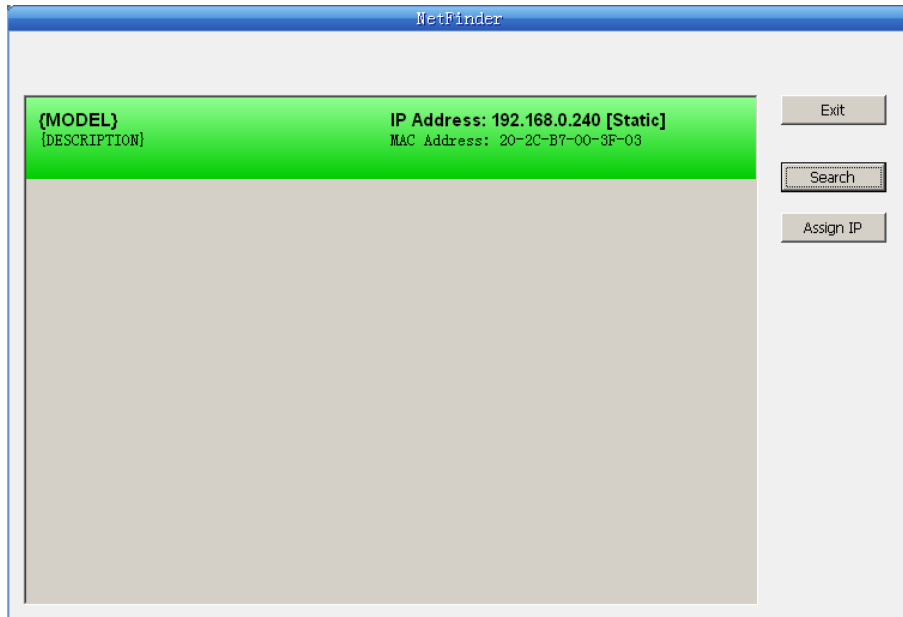 NetFinder
{MODEL}
IP Address: 192.168.0.240 [Static]
{DESCRIPTION}
MAC Address: 20-2C-B7-00-3F-03
Exit
Search
Assign IP